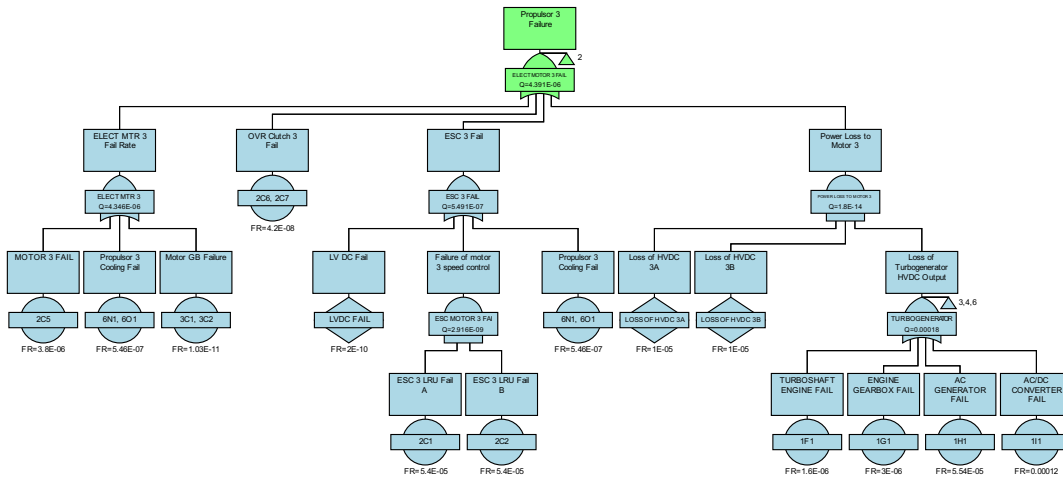 Propulsor 3
Failure
2
ELECT MOTOR 3 FAIL
Q=4.391E-06
ELECT MTR 3
Fail Rate
OVR Clutch 3
Fail
ESC 3 Fail
Power Loss to
Motor 3
ELECT MTR 3
Q=4.346E-06
2C6, 2C7
FR=4.2E-08
ESC 3 FAIL
Q=5.491E-07
POWER LOSS TO MOTOR 3
Q=1.8E-14
MOTOR 3 FAIL
Propulsor 3
Cooling Fail
Motor GB Failure
LV DC Fail
Failure of motor
3 speed control
Propulsor 3
Cooling Fail
Loss of HVDC
3A
Loss of HVDC
3B
Loss of
Turbogenerator
HVDC Output
3,4,6
2C5
FR=3.8E-06
6N1, 6O1
FR=5.46E-07
3C1, 3C2
FR=1.03E-11
LVDC FAIL
FR=2E-10
ESC MOTOR 3 FAI
Q=2.916E-09
6N1, 6O1
FR=5.46E-07
LOSS OF HVDC 3A
FR=1E-05
LOSS OF HVDC 3B
FR=1E-05
TURBOGENERATOR
Q=0.00018
ESC 3 LRU Fail
A
ESC 3 LRU Fail
B
TURBOSHAFT
ENGINE FAIL
ENGINE
GEARBOX FAIL
AC
GENERATOR
FAIL
AC/DC
CONVERTER
FAIL
2C1
FR=5.4E-05
2C2
FR=5.4E-05
1F1
FR=1.6E-06
1G1
FR=3E-06
1H1
FR=5.54E-05
1I1
FR=0.00012